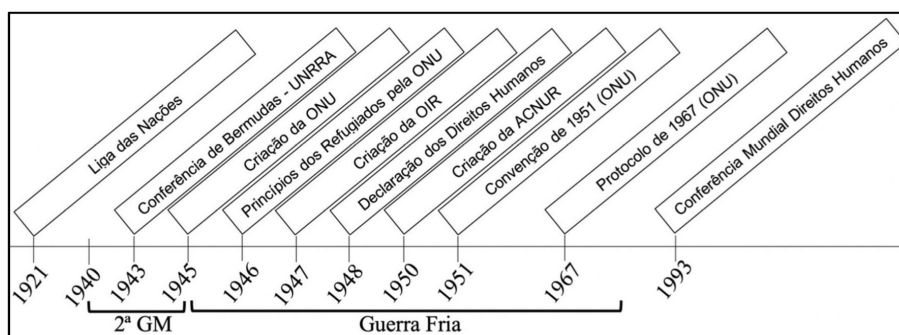 Liga das Nações
Conferência de Bermudas - UNRRA
Criação da ONU
Princípios dos Refugiados pela ONU
Criação da OIR
Declaração dos Direitos Humanos
Criação da ACNUR
Convenção de 1951 (ONU)
Protocolo de 1967 (ONU)
Conferência Mundial Direitos Humanos
1921
1940
1943
1945
1946
1947
1948
1950
1951
1967
1993
2ª GM
Guerra Fria